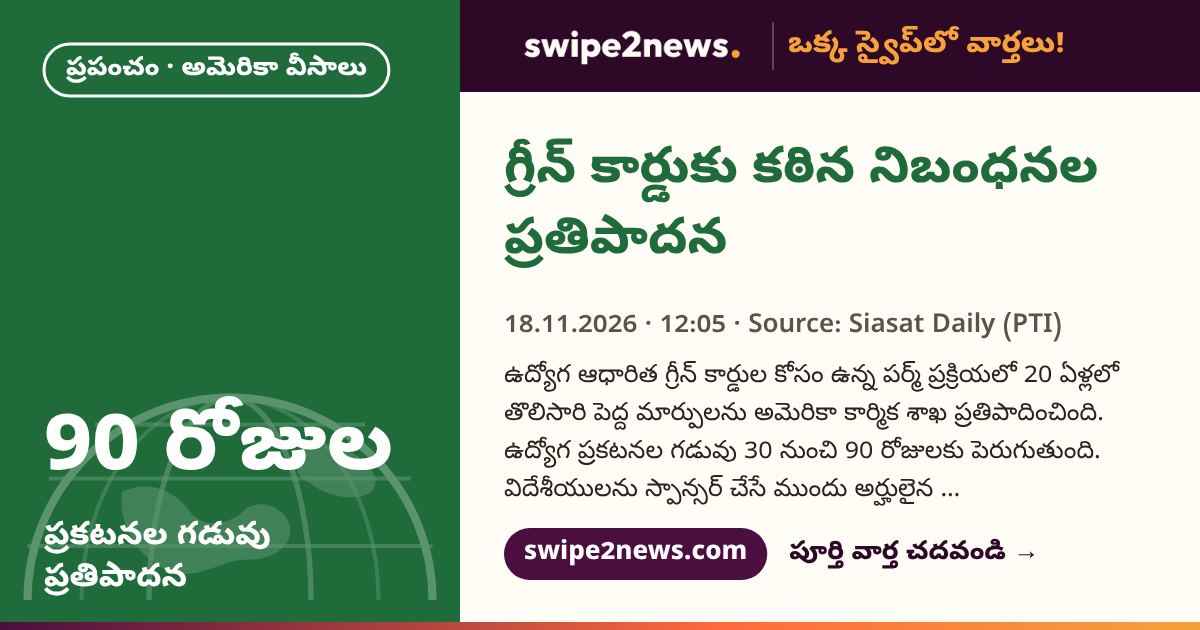 ప్రపంచం · అమెరికా వీసాలు
90 రోజుల
ప్రకటనల గడువు
ప్రతిపాదన
swipe2news.
ఒక్క స్వైప్‌లో వార్తలు!
గ్రీన్ కార్డుకు కఠిన నిబంధనల
ప్రతిపాదన
18.11.2026 · 12:05 · Source: Siasat Daily (PTI)
ఉద్యోగ ఆధారిత గ్రీన్ కార్డుల కోసం ఉన్న పర్మ్ ప్రక్రియలో 20 ఏళ్లలో
తొలిసారి పెద్ద మార్పులను అమెరికా కార్మిక శాఖ ప్రతిపాదించింది.
ఉద్యోగ ప్రకటనల గడువు 30 నుంచి 90 రోజులకు పెరుగుతుంది.
విదేశీయులను స్పాన్సర్ చేసే ముందు అర్హులైన ...
swipe2news.com
పూర్తి వార్త చదవండి →